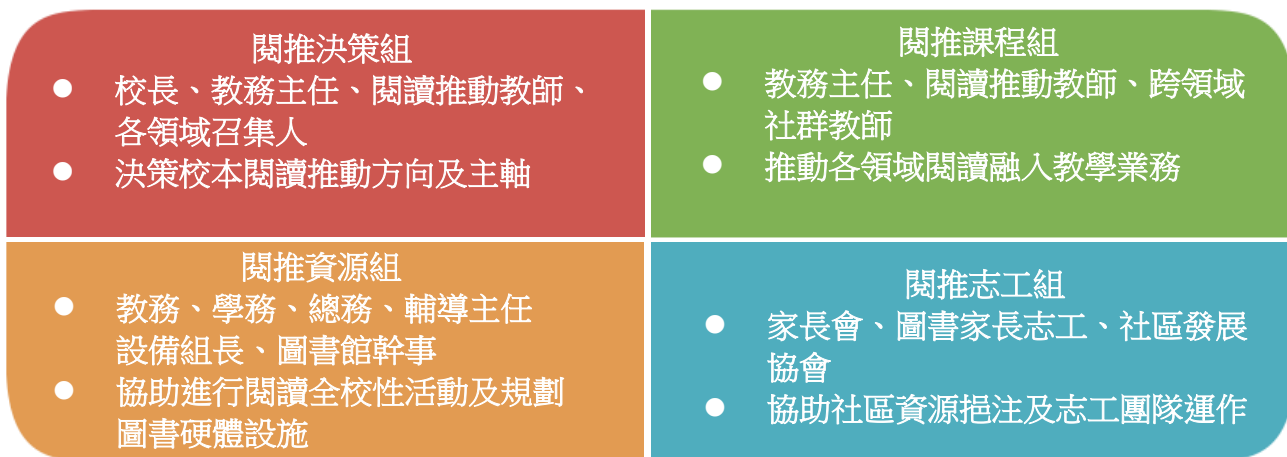 閱推決策組
● 校長、教務主任、閱讀推動教師、
各領域召集人
● 決策校本閱讀推動方向及主軸
閱推課程組
● 教務主任、閱讀推動教師、跨領域
社群教師
● 推動各領域閱讀融入教學業務
閱推資源組
● 教務、學務、總務、輔導主任
設備組長、圖書館幹事
● 協助進行閱讀全校性活動及規劃
圖書硬體設施
閱推志工組
● 家長會、圖書家長志工、社區發展
協會
● 協助社區資源挹注及志工團隊運作